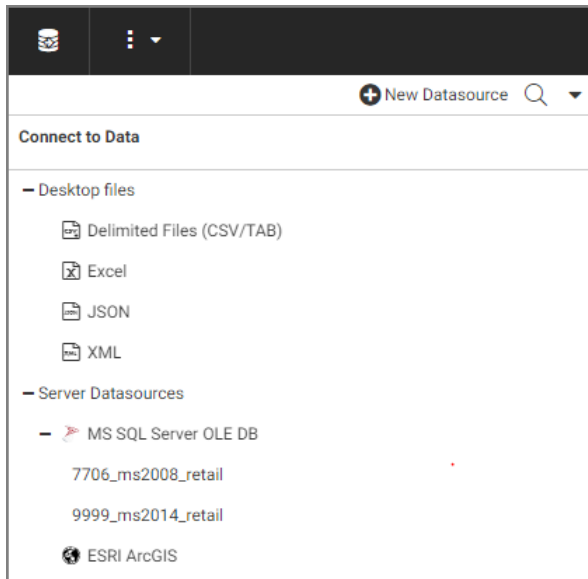 New Datasource
Connect to Data
Desktop files
Delimited Files (CSV/TAB)
Excel
JSON
XML
Server Datasources
MS SQL Server OLE DB
7706_ms2008_retail
9999_ms2014_retail
ESRI ArcGIS